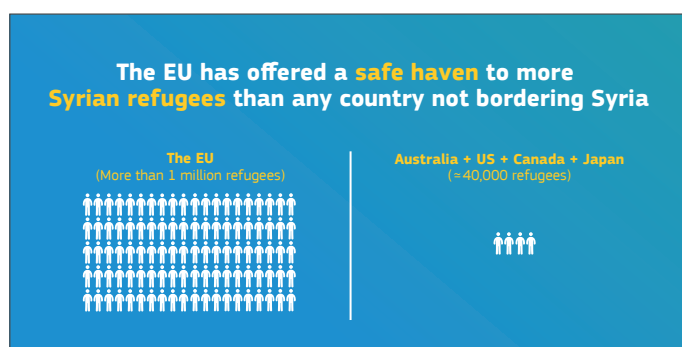 The EU has offered a safe haven to more
Syrian refugees than any country not bordering Syria
The EU
(More than 1 million refugees)
Australia + US + Canada + Japan
(≃40,000 refugees)